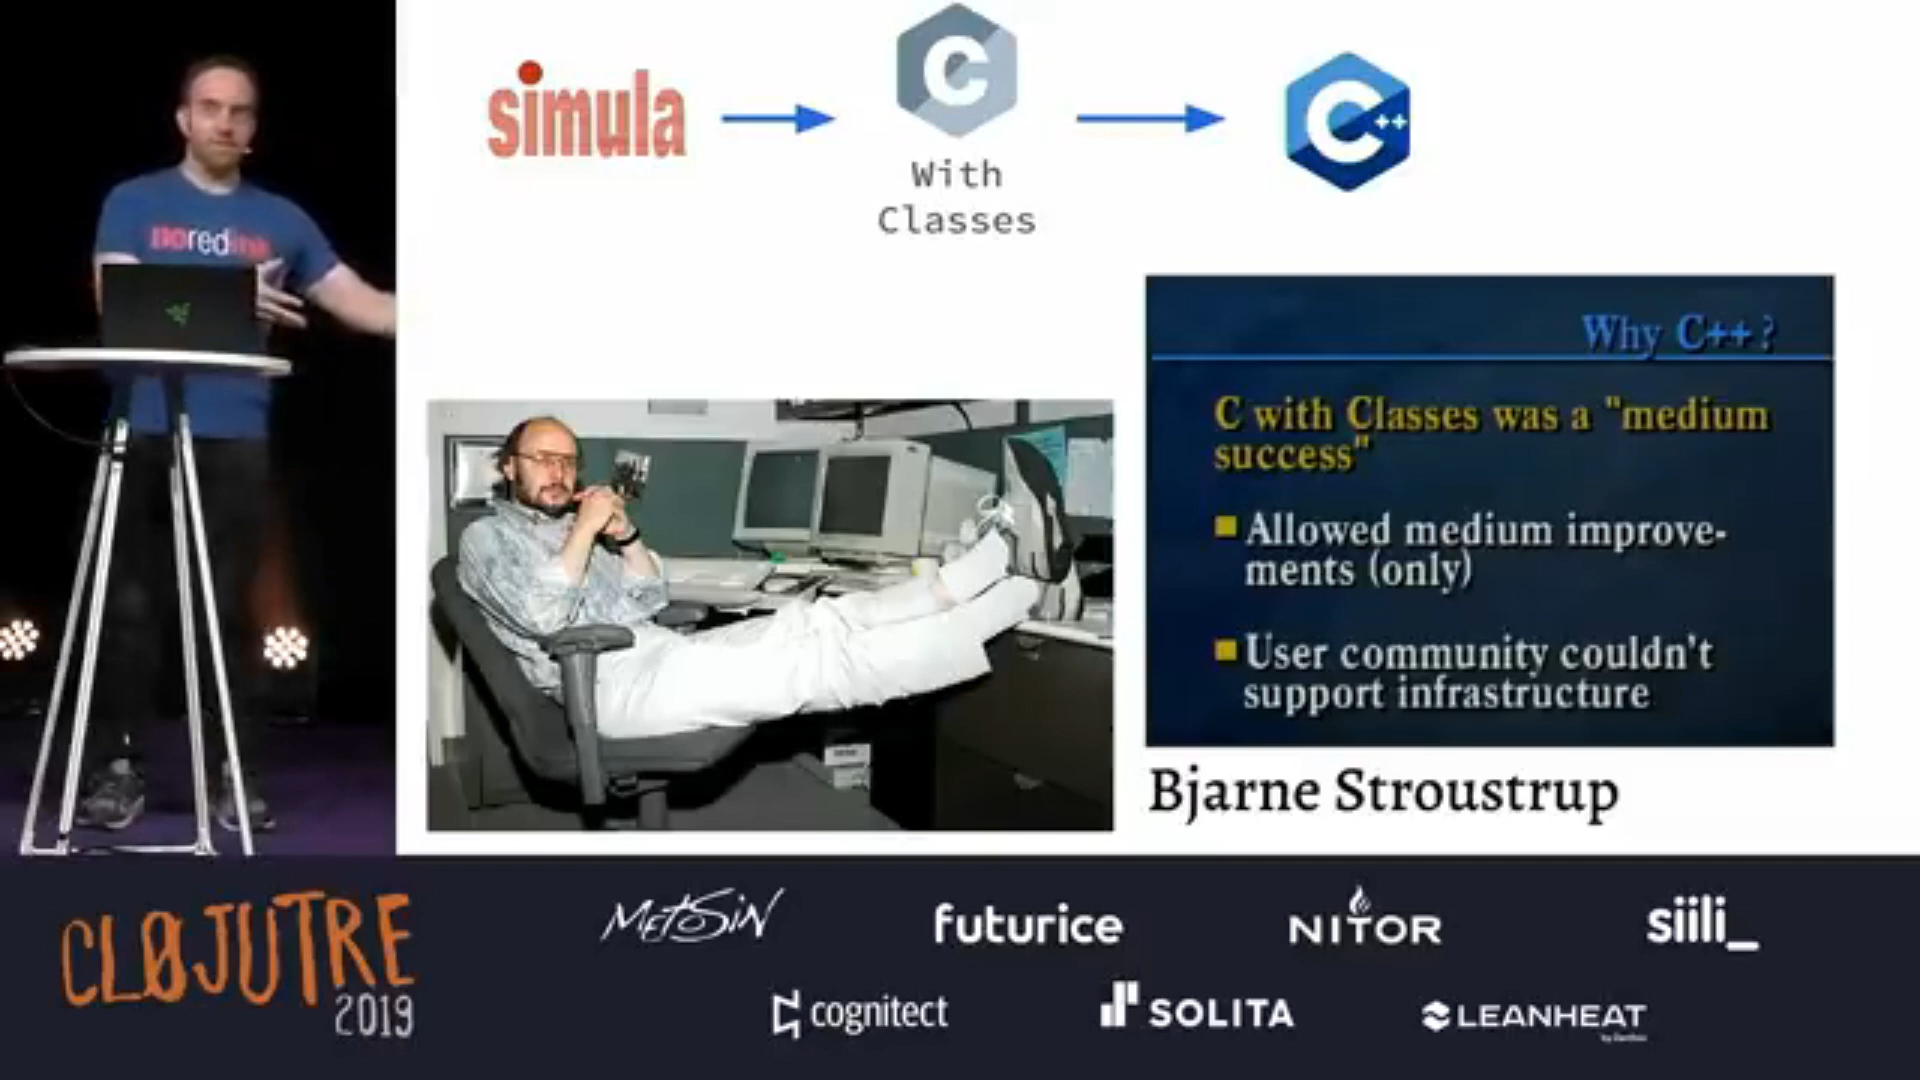 noredink
simula
C
With
Classes
C++
Why C++?
C with Classes was a "medium
success"
Allowed medium improve-
ments (only)
User community couldn't
support infrastructure
Bjarne Stroustrup
CLØJUTRE
2019
METOSIN
futurice
NITOR
siili_
cognitect
SOLITA
LEANHEAT